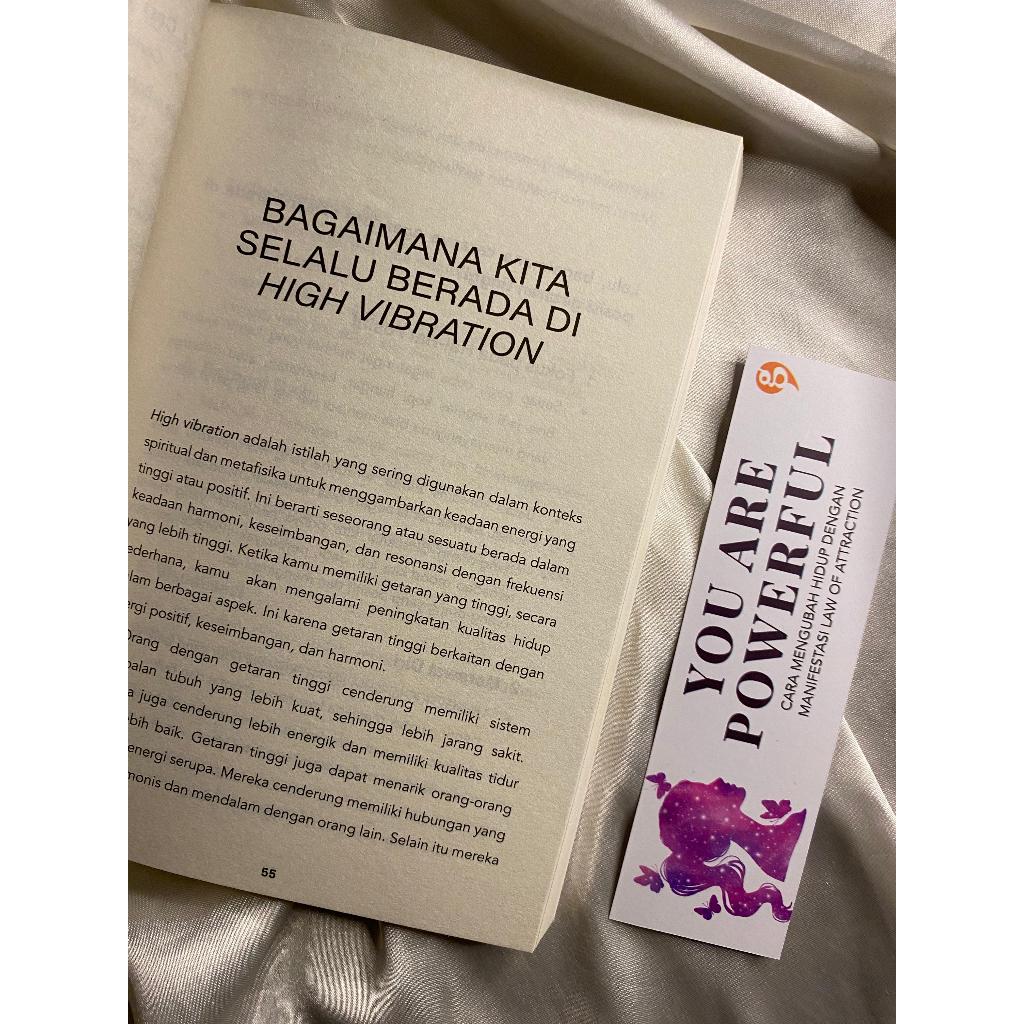 BAGAIMANA KITA
SELALU BERADA DI
HIGH VIBRATION
High vibration adalah istilah yang sering digunakan dalam konteks
spiritual dan metafisika untuk menggambarkan keadaan energi yang
tinggi atau positif. Ini berarti seseorang atau sesuatu berada dalam
keadaan harmoni, keseimbangan, dan resonansi dengan frekuensi
yang lebih tinggi. Ketika kamu memiliki getaran yang tinggi, secara
kamu akan mengalami peningkatan kualitas hidup
berbagai aspek. Ini karena getaran tinggi berkaitan dengan
positif, keseimbangan, dan harmoni.
Orang dengan getaran tinggi cenderung memiliki sistem
tubuh yang lebih kuat, sehingga lebih jarang sakit.
juga cenderung lebih energik dan memiliki kualitas tidur
baik. Getaran tinggi juga dapat menarik orang-orang
energi serupa. Mereka cenderung memiliki hubungan yang
dan mendalam dengan orang lain. Selain itu mereka
55
YOU ARE
POWERFUL
CARA MENGUBAH HIDUP DENGAN
MANIFESTASI LAW OF ATTRACTION